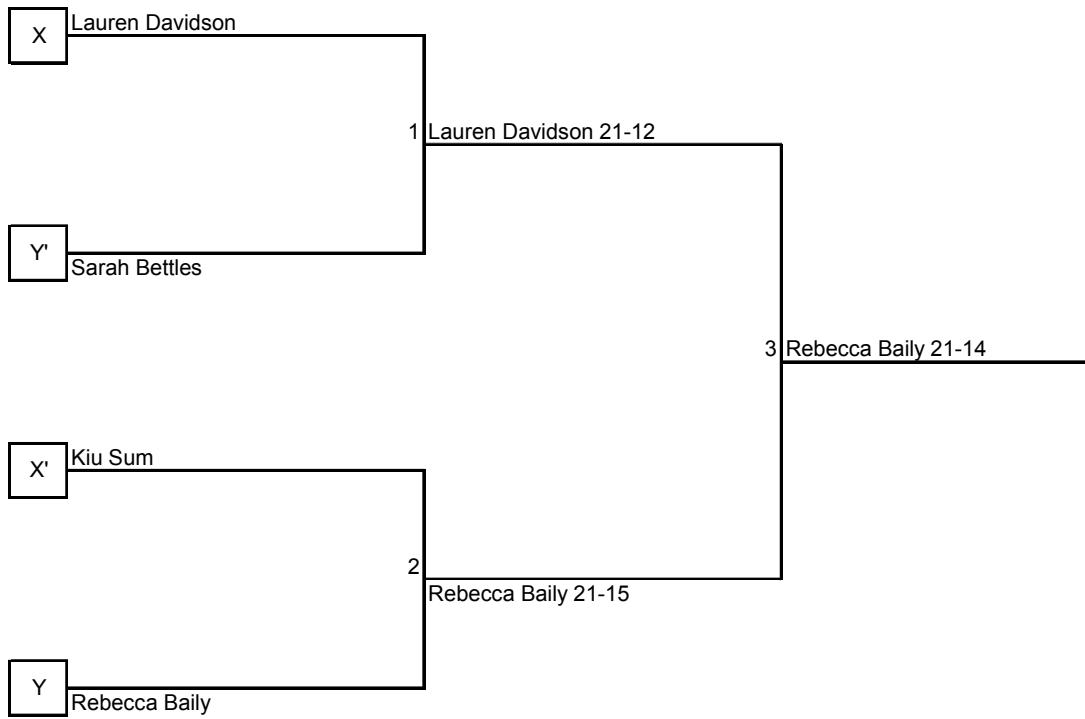 X Lauren Davidson
1 Lauren Davidson 21-12
Y' Sarah Bettles
3 Rebecca Baily 21-14
X' Kiu Sum
2 Rebecca Baily 21-15
Y Rebecca Baily